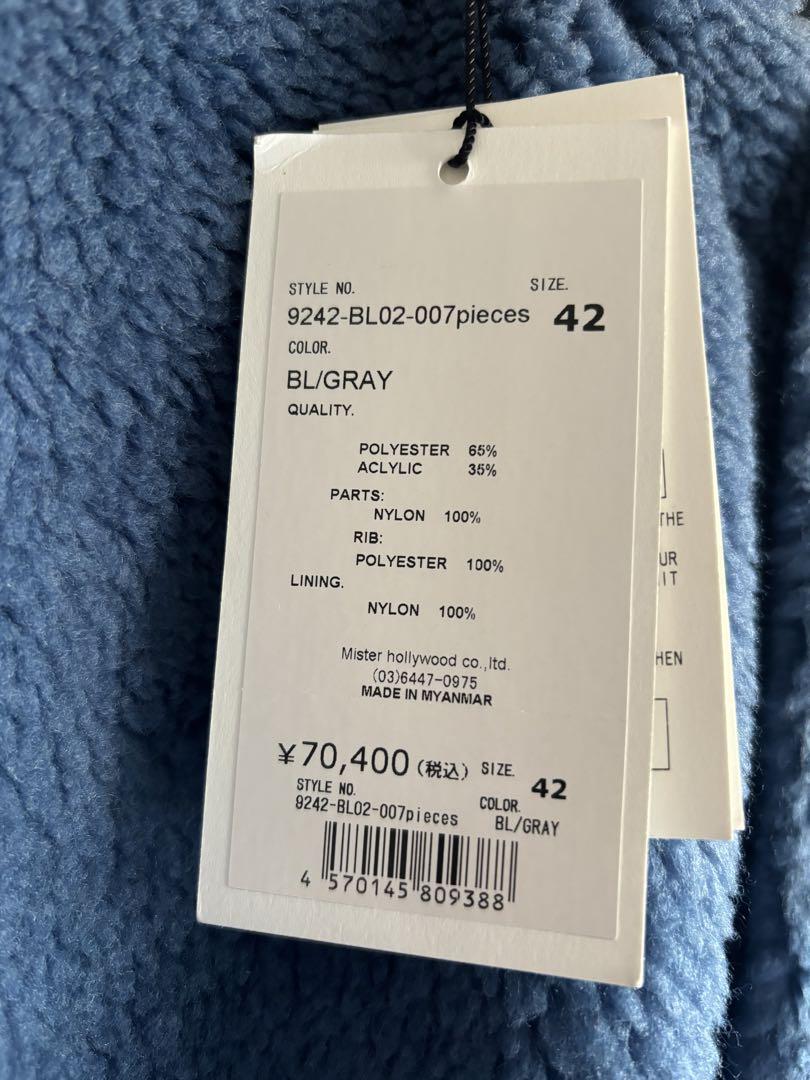 STYLE NO. SIZE.
9242-BL02-007pieces 42
COLOR.
BL/GRAY
QUALITY.
POLYESTER 65%
ACLYLIC 35%
PARTS:
NYLON 100%
RIB:
POLYESTER 100%
LINING.
NYLON 100%
Mister hollywood co.,ltd.
(03)6447-0975
MADE IN MYANMAR
¥70,400(税込) SIZE. 42
STYLE NO. COLOR.
9242-BL02-007pieces BL/GRAY
4 570145 809388
THE
UR
IT
HEN